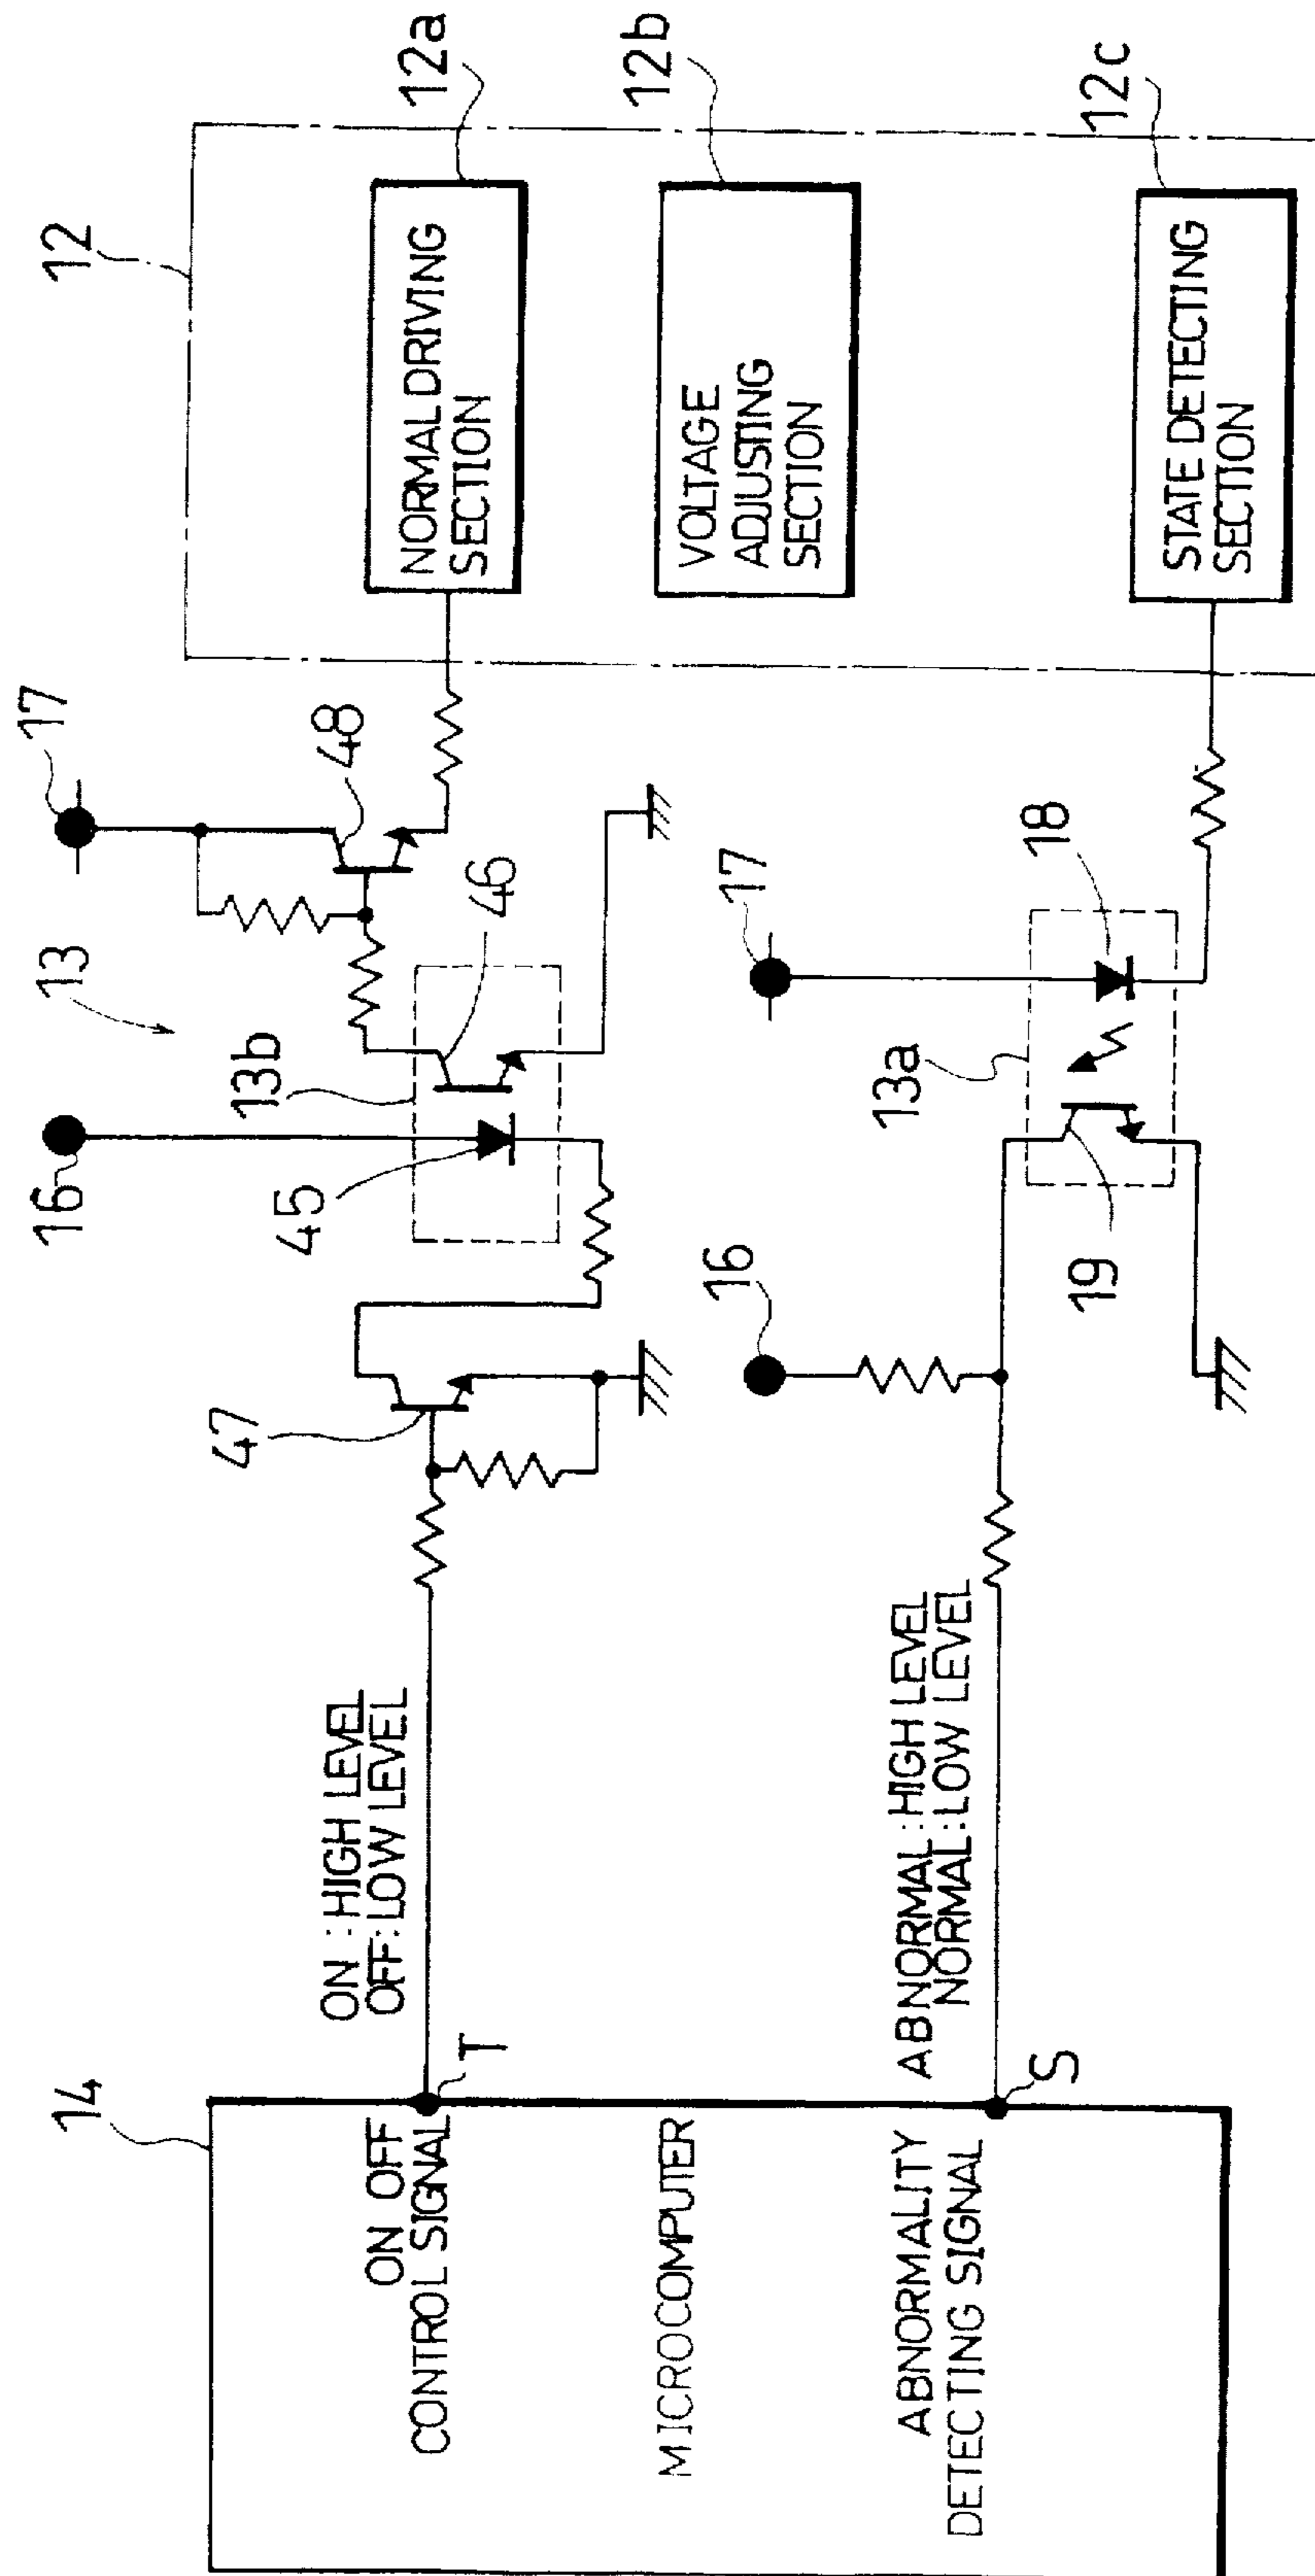 14
ON OFF
CONTROL SIGNAL
MICROCOMPUTER
ABNORMALITY
DETECTING SIGNAL
T
S
ON : HIGH LEVEL
OFF : LOW LEVEL
ABNORMAL : HIGH LEVEL
NORMAL : LOW LEVEL
47
16
45
13b
13
46
48
17
16
19
13a
18
17
12
12a
NORMAL DRIVING
SECTION
12b
VOLTAGE
ADJUSTING
SECTION
12c
STATE DETECTING
SECTION